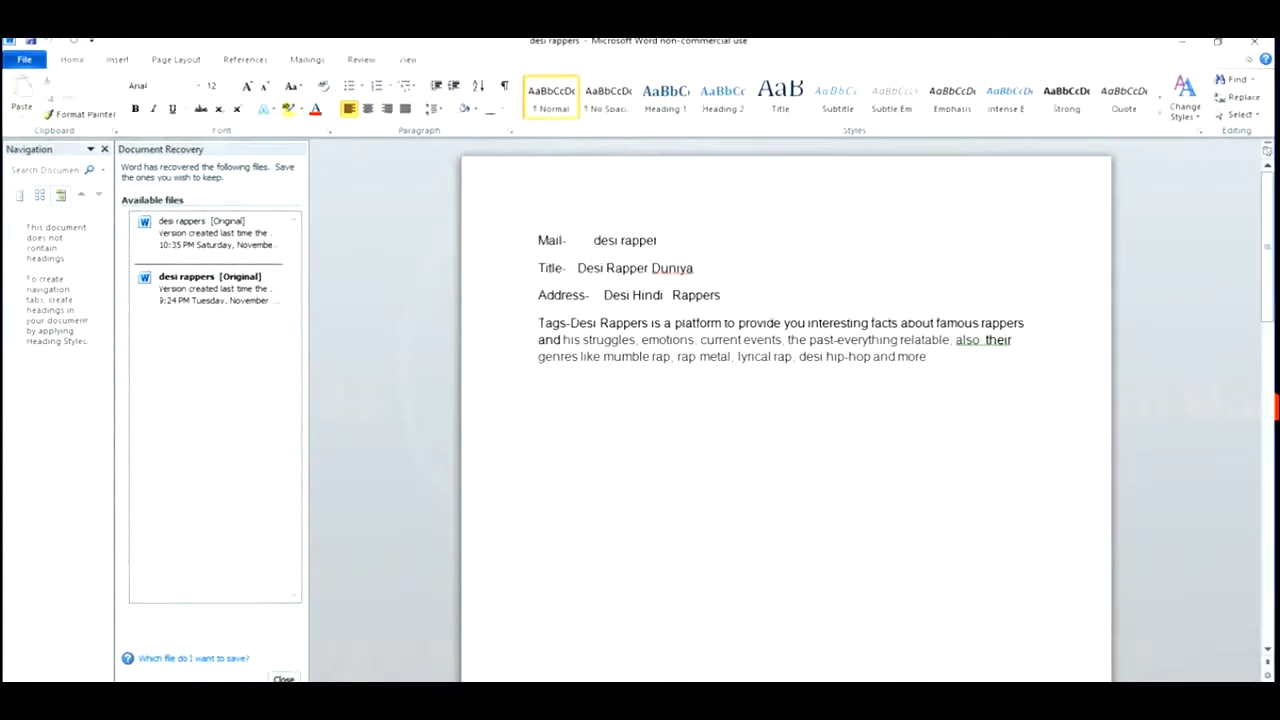 desi rappers - Microsoft Word non-commercial use
File Home Insert Page Layout References Mailings Review View
Arial 12
AaBbCcDc AaBbCcDc AaBbC AaBbCc AaB AaBbCc AaBbCcDc AaBbCcDc AaBbCcDc AaBbCcDc
Find
Paste
Replace
Format Painter
Normal No Spaci... Heading 1 Heading 2 Title Subtitle Subtle Em Emphasis Intense E Strong Quote
Change Styles
Select
Clipboard Font Paragraph Styles Editing
Navigation
Search Documen
This document
does not
contain
headings
To create
navigation
tabs, create
headings in
your document
by applying
Heading Styles.
Document Recovery
Word has recovered the following files. Save
the ones you wish to keep.
Available files
desi rappers [Original]
Version created last time the ..
10:35 PM Saturday, Novembe...
desi rappers [Original]
Version created last time the ..
9:24 PM Tuesday, November ...
Which file do I want to save?
Close
Mail- desi rapper
Title- Desi Rapper Duniya
Address- Desi Hindi Rappers
Tags-Desi Rappers is a platform to provide you interesting facts about famous rappers
and his struggles, emotions, current events, the past-everything relatable, also their
genres like mumble rap, rap metal, lyrical rap, desi hip-hop and more